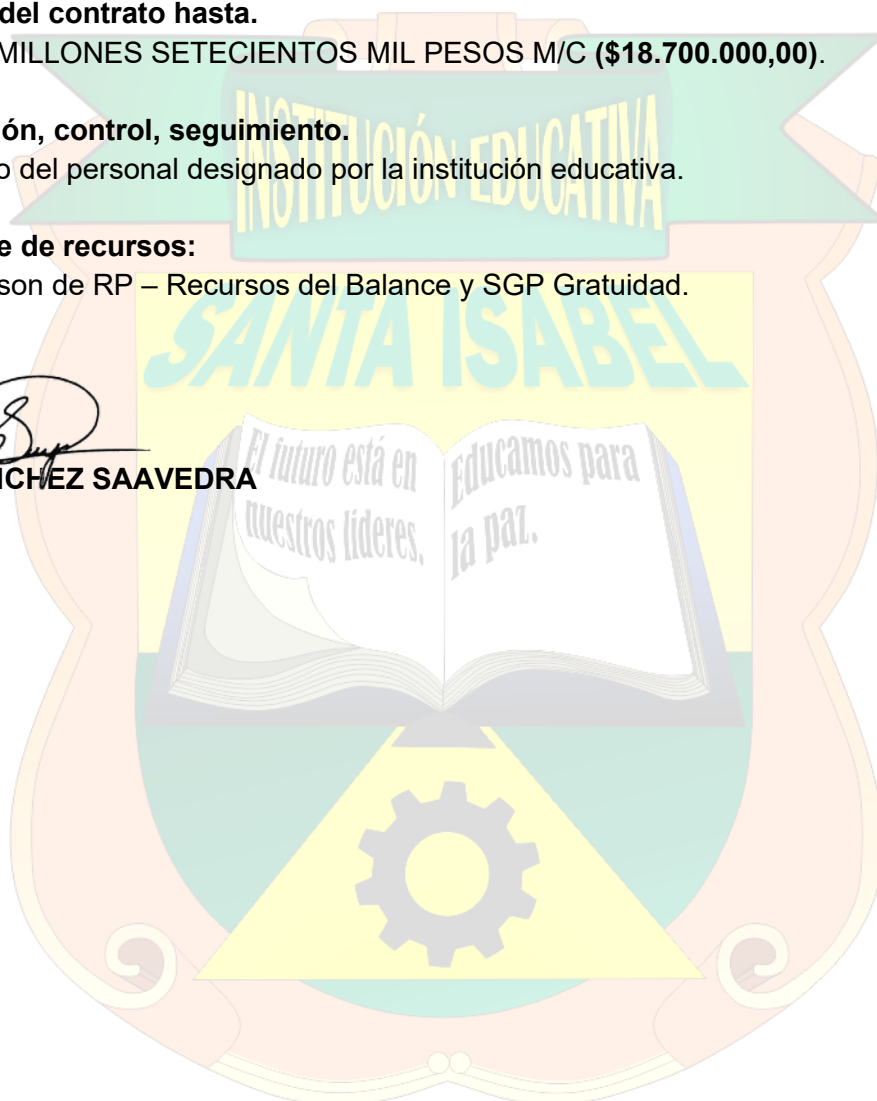 del contrato hasta.
MILLONES SETECIENTOS MIL PESOS M/C ($18.700.000,00).
ón, control, seguimiento.
o del personal designado por la institución educativa.
e de recursos:
son de RP – Recursos del Balance y SGP Gratuidad.
CHEZ SAAVEDRA
INSTITUCIÓN EDUCATIVA
SANTA ISABEL
El futuro está en
nuestros líderes.
Educamos para
la paz.